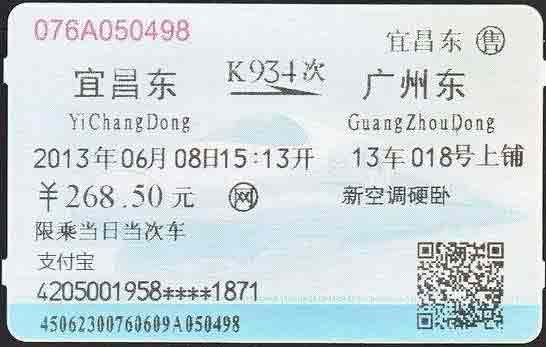 076A050498 宜昌东 售
宜昌东 K934次 广州东
YiChangDong GuangZhouDong
2013年06月08日15:13开 13车018号上铺
￥268.50元 网 新空调硬卧
限乘当日当次车
支付宝
4205001958****1871
45062300760609A050498